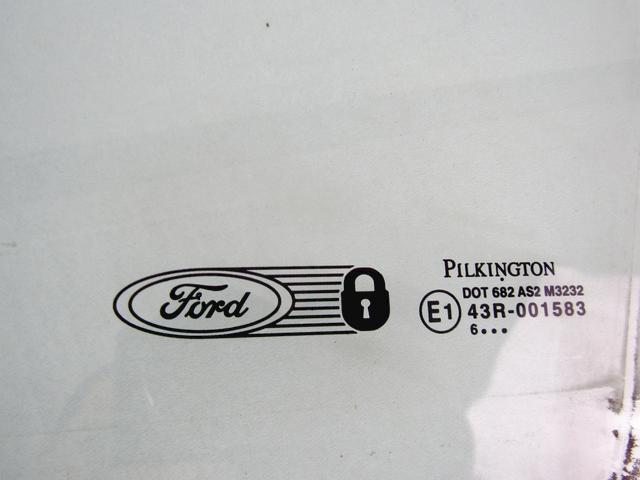 Ford
PILKINGTON
DOT 682 AS2 M3232
E1 43R-001583
6•••